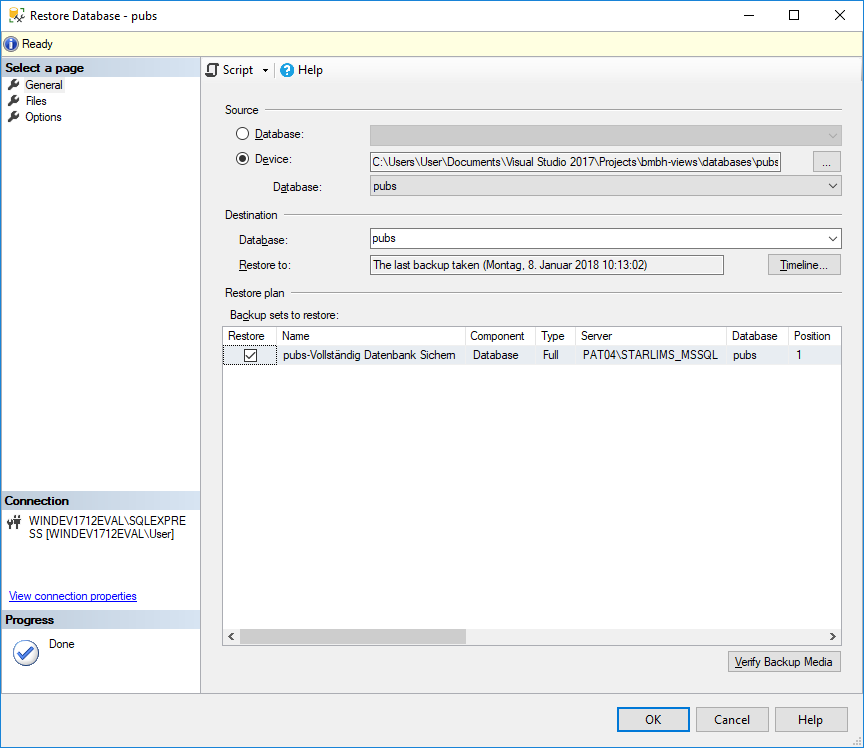 Restore Database - pubs
Ready
Select a page
General
Files
Options
Script
Help
Source
Database:
Device:
C:\Users\User\Documents\Visual Studio 2017\Projects\bmbh-views\databases\pubs
...
Database:
pubs
Destination
Database:
pubs
Restore to:
The last backup taken (Montag, 8. Januar 2018 10:13:02)
Timeline...
Restore plan
Backup sets to restore:
Restore Name Component Type Server Database Position
pubs-Vollständig Datenbank Sichern Database Full PAT04\STARLIMS_MSSQL pubs 1
Connection
WINDEV1712EVAL\SQLEXPRE
SS [WINDEV1712EVAL\User]
View connection properties
Progress
Done
Verify Backup Media
OK
Cancel
Help